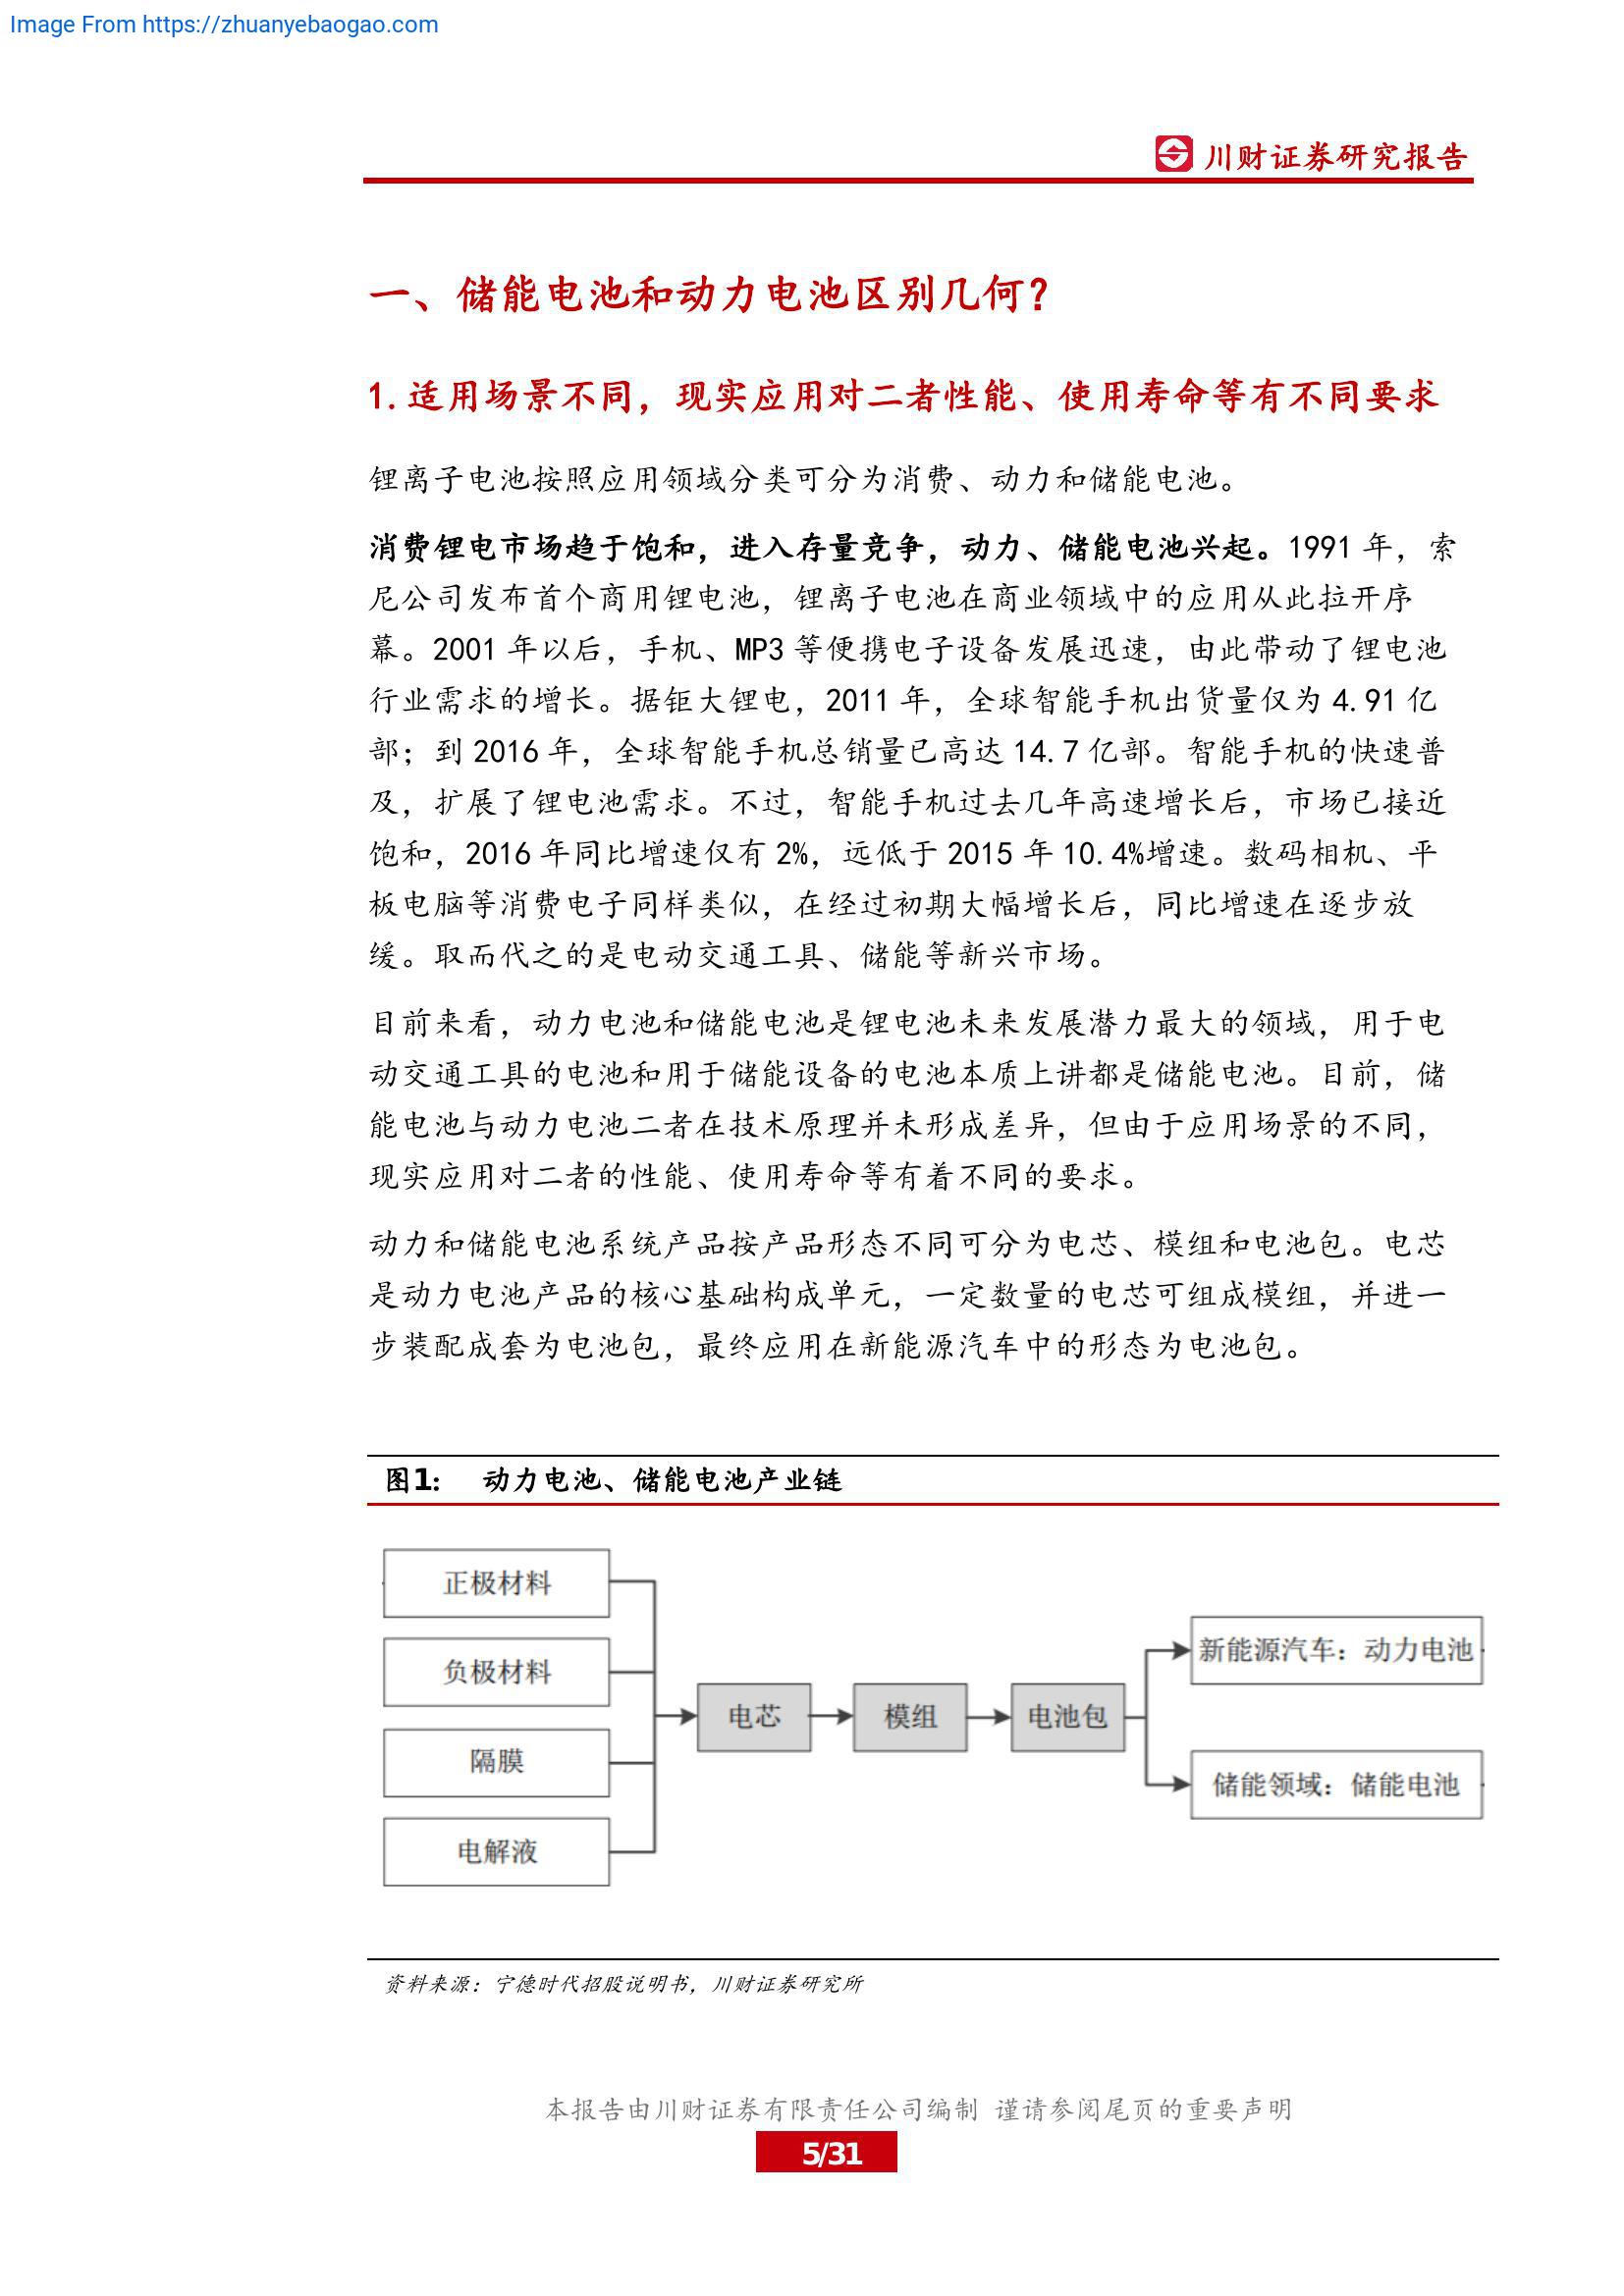 Image From https://zhuanyebaogao.com
川财证券研究报告
一、储能电池和动力电池区别几何？
1.适用场景不同，现实应用对二者性能、使用寿命等有不同要求
锂离子电池按照应用领域分类可分为消费、动力和储能电池。
消费锂电市场趋于饱和，进入存量竞争，动力、储能电池兴起。1991 年，索
尼公司发布首个商用锂电池，锂离子电池在商业领域中的应用从此拉开序
幕。2001 年以后，手机、MP3 等便携电子设备发展迅速，由此带动了锂电池
行业需求的增长。据钜大锂电，2011 年，全球智能手机出货量仅为 4.91 亿
部；到 2016 年，全球智能手机总销量已高达 14.7 亿部。智能手机的快速普
及，扩展了锂电池需求。不过，智能手机过去几年高速增长后，市场已接近
饱和，2016 年同比增速仅有 2%，远低于 2015 年 10.4%增速。数码相机、平
板电脑等消费电子同样类似，在经过初期大幅增长后，同比增速在逐步放
缓。取而代之的是电动交通工具、储能等新兴市场。
目前来看，动力电池和储能电池是锂电池未来发展潜力最大的领域，用于电
动交通工具的电池和用于储能设备的电池本质上讲都是储能电池。目前，储
能电池与动力电池二者在技术原理并未形成差异，但由于应用场景的不同，
现实应用对二者的性能、使用寿命等有着不同的要求。
动力和储能电池系统产品按产品形态不同可分为电芯、模组和电池包。电芯
是动力电池产品的核心基础构成单元，一定数量的电芯可组成模组，并进一
步装配成套为电池包，最终应用在新能源汽车中的形态为电池包。
图1： 动力电池、储能电池产业链
正极材料
负极材料
隔膜
电解液
电芯
模组
电池包
新能源汽车：动力电池
储能领域：储能电池
资料来源：宁德时代招股说明书，川财证券研究所
本报告由川财证券有限责任公司编制 谨请参阅尾页的重要声明
5/31